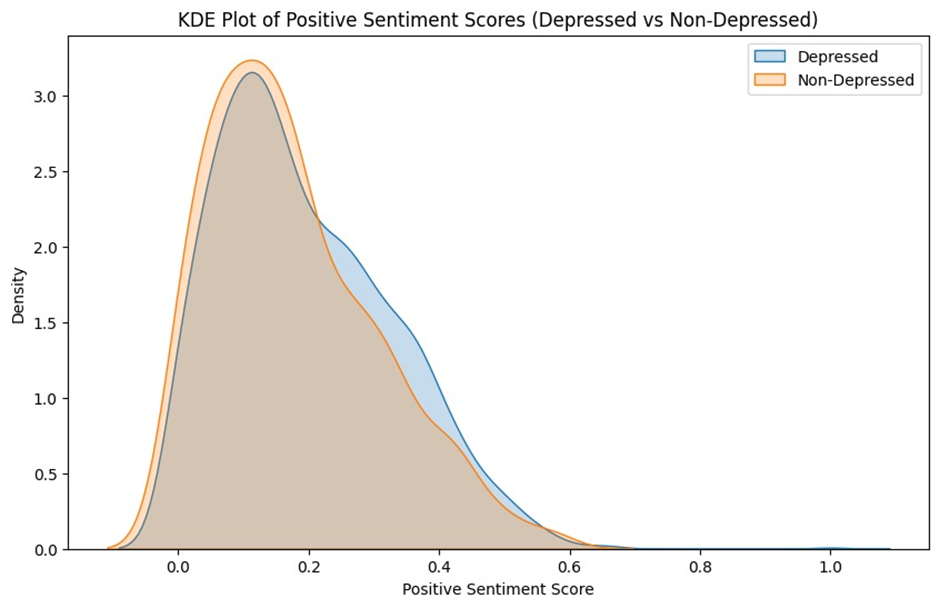 KDE Plot of Positive Sentiment Scores (Depressed vs Non-Depressed)
Depressed
Non-Depressed
3.0
2.5
2.0
1.5
1.0
0.5
0.0
Density
0.0 0.2 0.4 0.6 0.8 1.0
Positive Sentiment Score